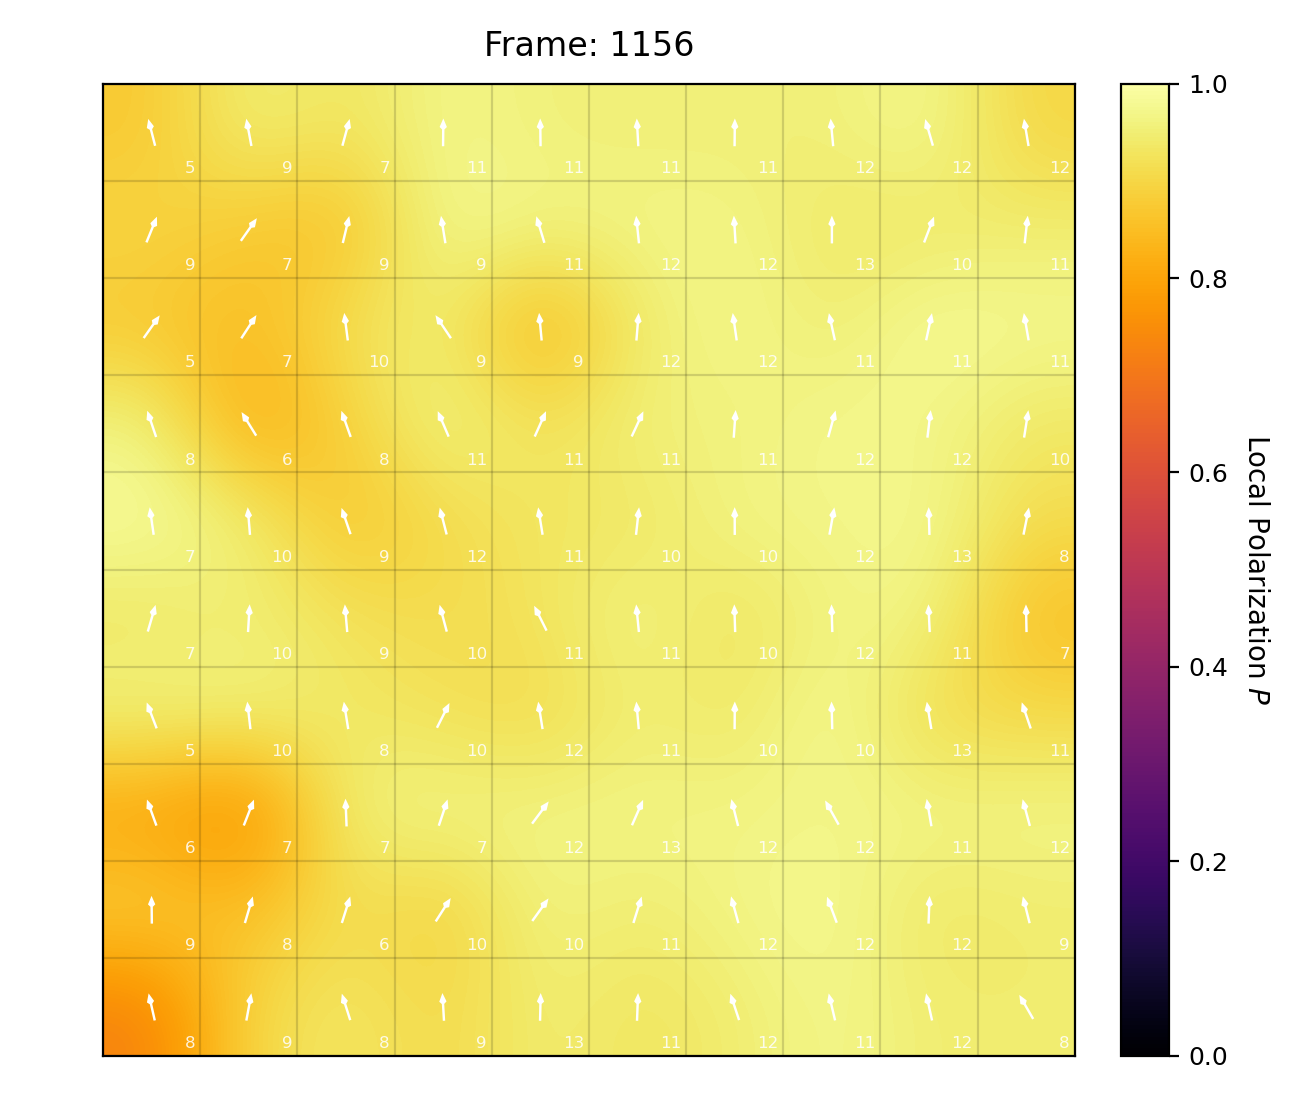 Frame: 1156
5 9 7 11 11 11 11 12 12 12
9 7 9 9 11 12 12 13 10 11
5 7 10 9 9 12 12 11 11 11
8 6 8 11 11 11 11 12 12 10
7 10 9 12 11 10 10 12 13 8
7 10 9 10 11 11 10 12 11 7
5 10 8 10 12 11 10 10 13 11
6 7 7 7 12 13 12 12 11 12
9 8 6 10 10 11 12 12 12 9
8 9 8 9 13 11 12 11 12 8
1.0
0.8
0.6
0.4
0.2
0.0
Local Polarization P